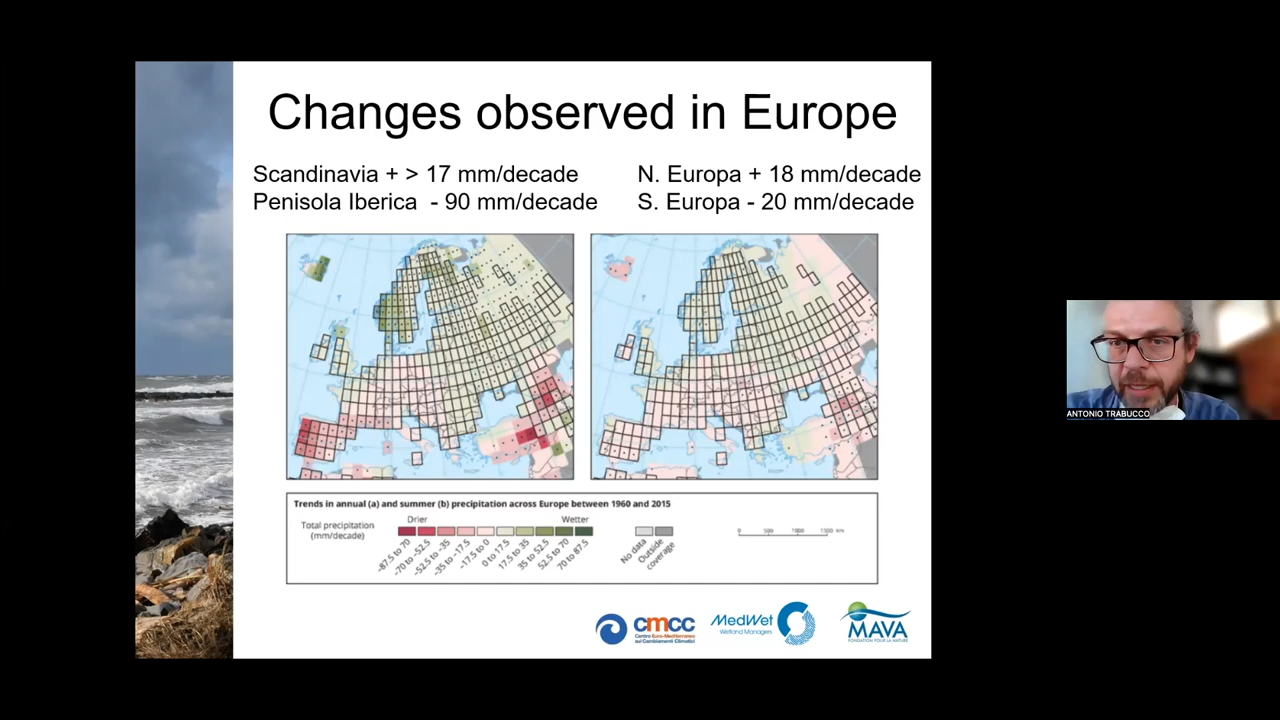 Changes observed in Europe
Scandinavia + > 17 mm/decade
Penisola Iberica - 90 mm/decade
N. Europa + 18 mm/decade
S. Europa - 20 mm/decade
Trends in annual (a) and summer (b) precipitation across Europe between 1960 and 2015
Total precipitation
(mm/decade)
Drier
Wetter
-87.5 to 70
-70 to -52.5
-52.5 to -35
-35 to -17.5
-17.5 to 0
0 to 17.5
17.5 to 35
35 to 52.5
52.5 to 70
70 to 87.5
No data
Outside
coverage
0 500 1000 1500 km
cmcc
Centro Euro-Mediterraneo
sui Cambiamenti Climatici
MedWet
Wetland Managers
MAVA
FONDATION POUR LA NATURE
ANTONIO TRABUCCO